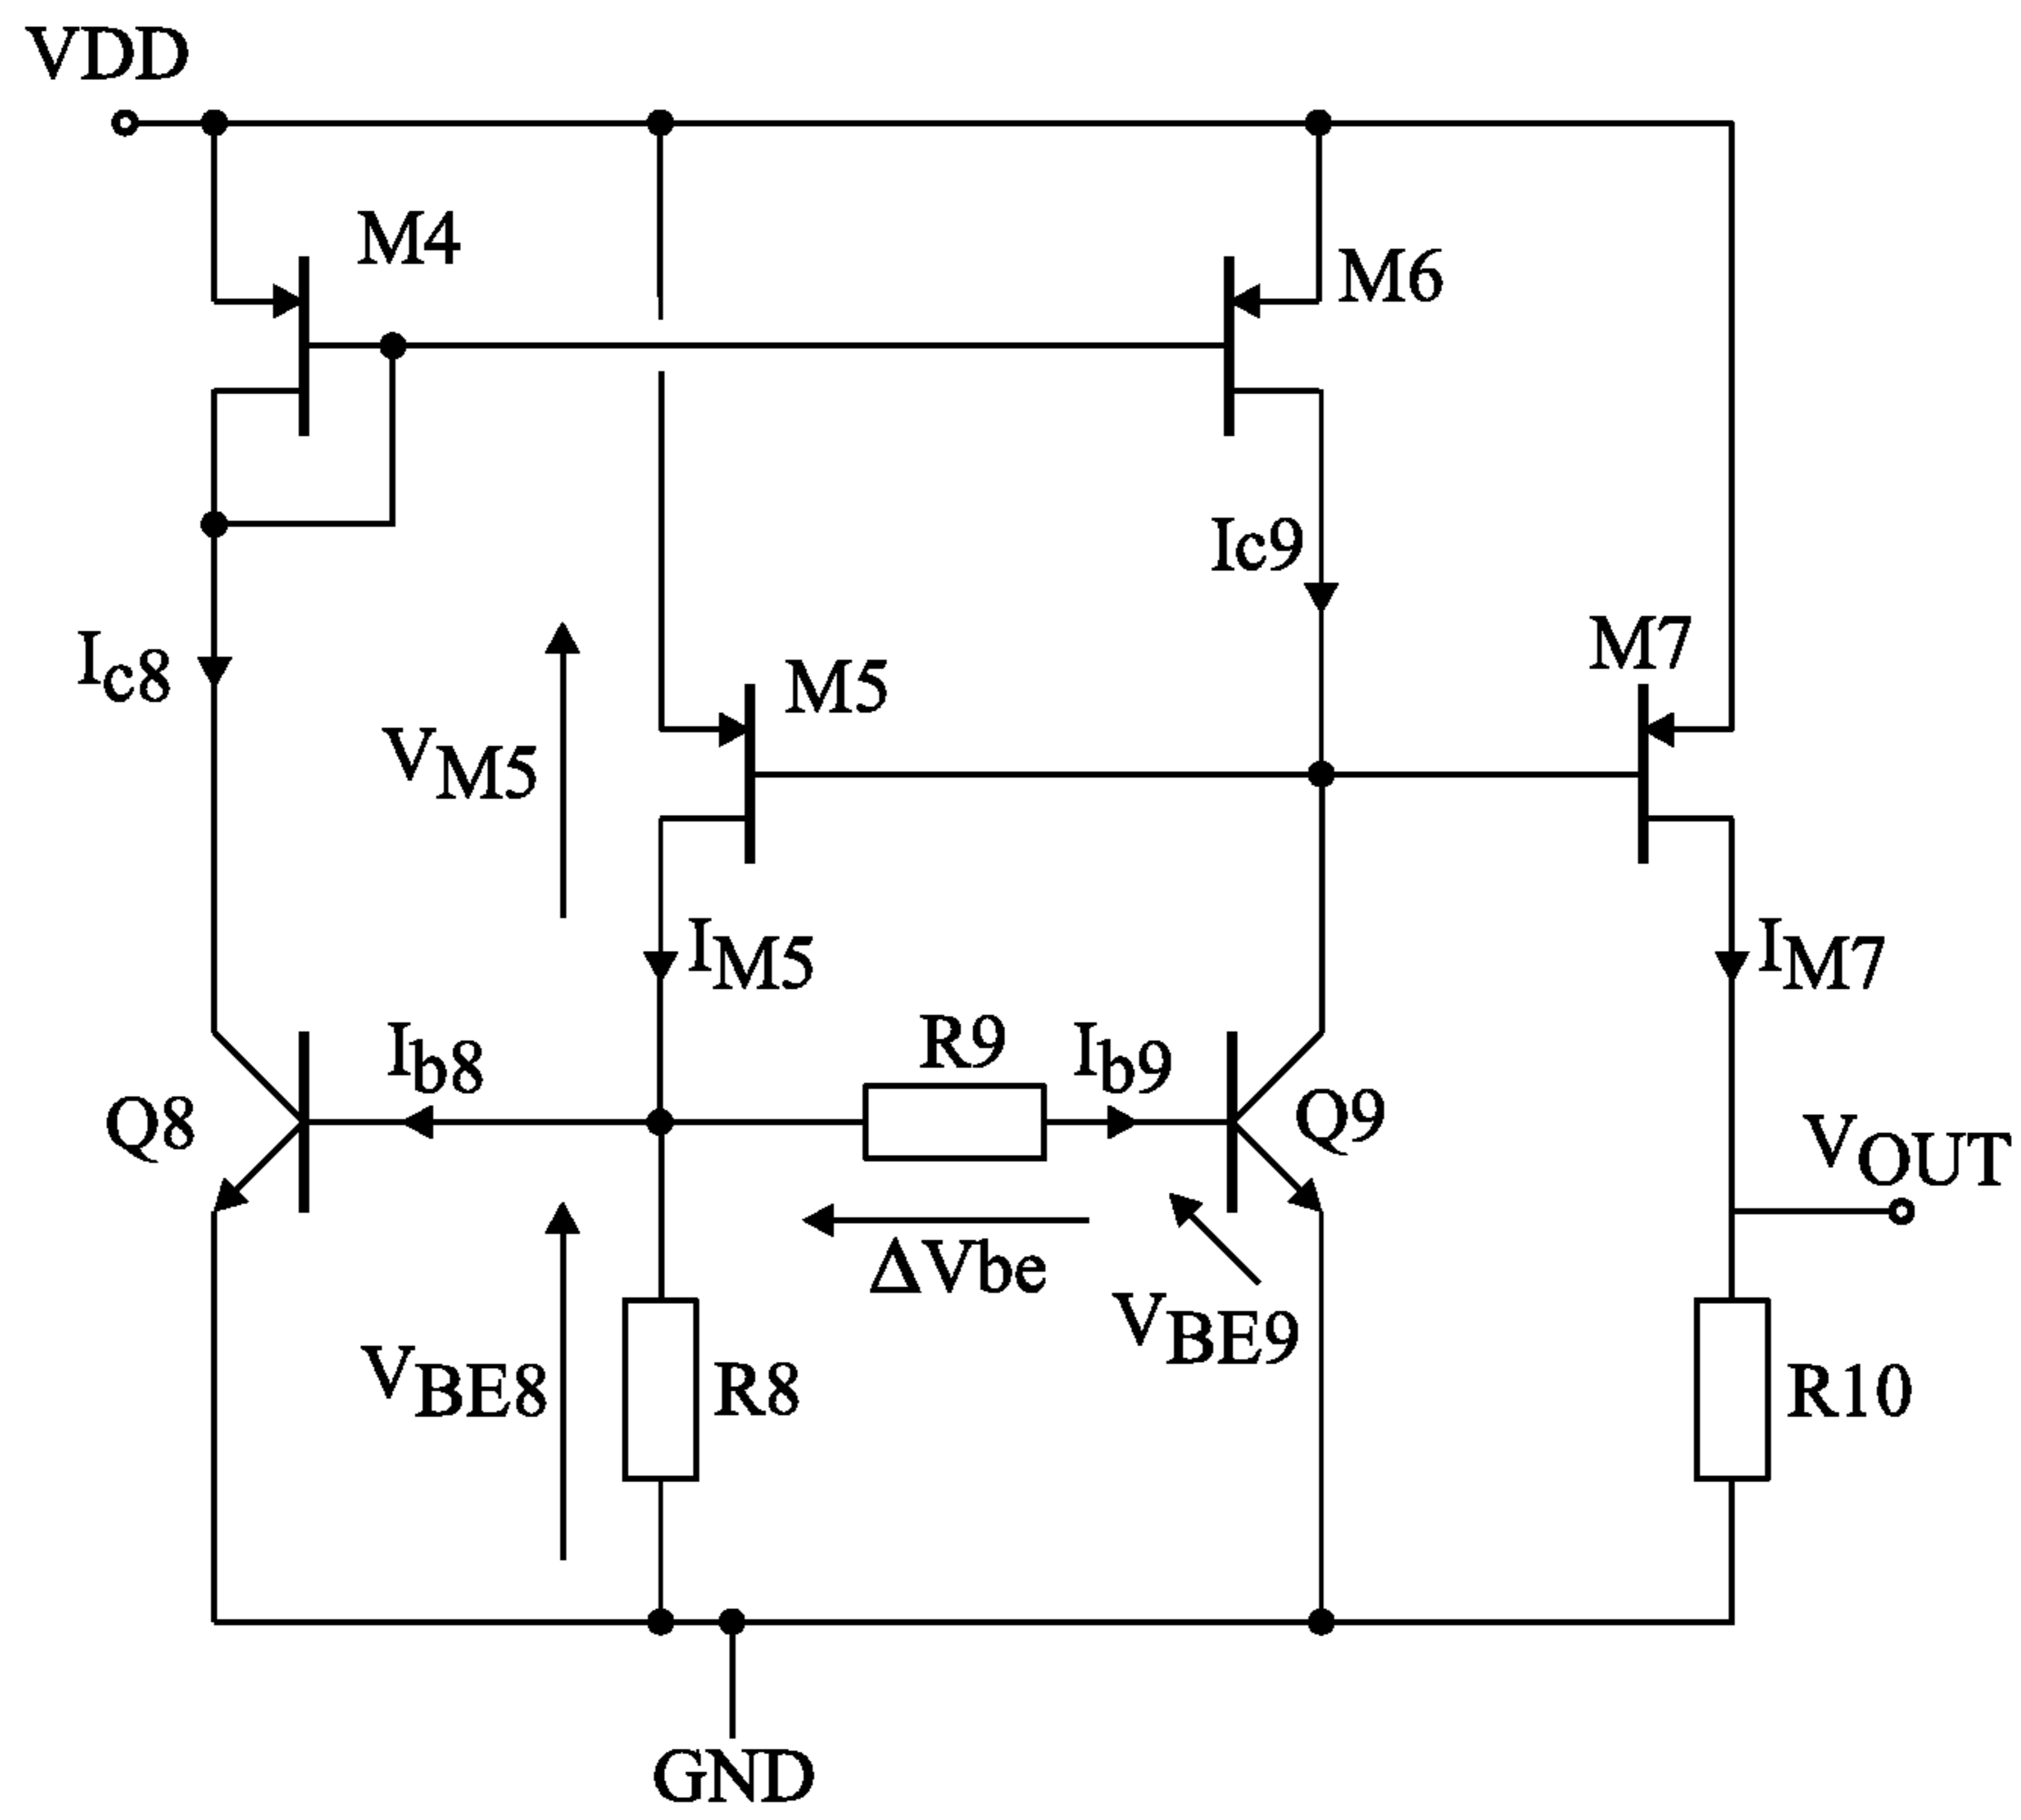 VDD
M4
M6
Ic9
M7
Ic8
M5
VM5
IM5
IM7
R9
Ib8
Ib9
Q8
Q9
VOUT
ΔVbe
VBE9
VBE8
R8
R10
GND